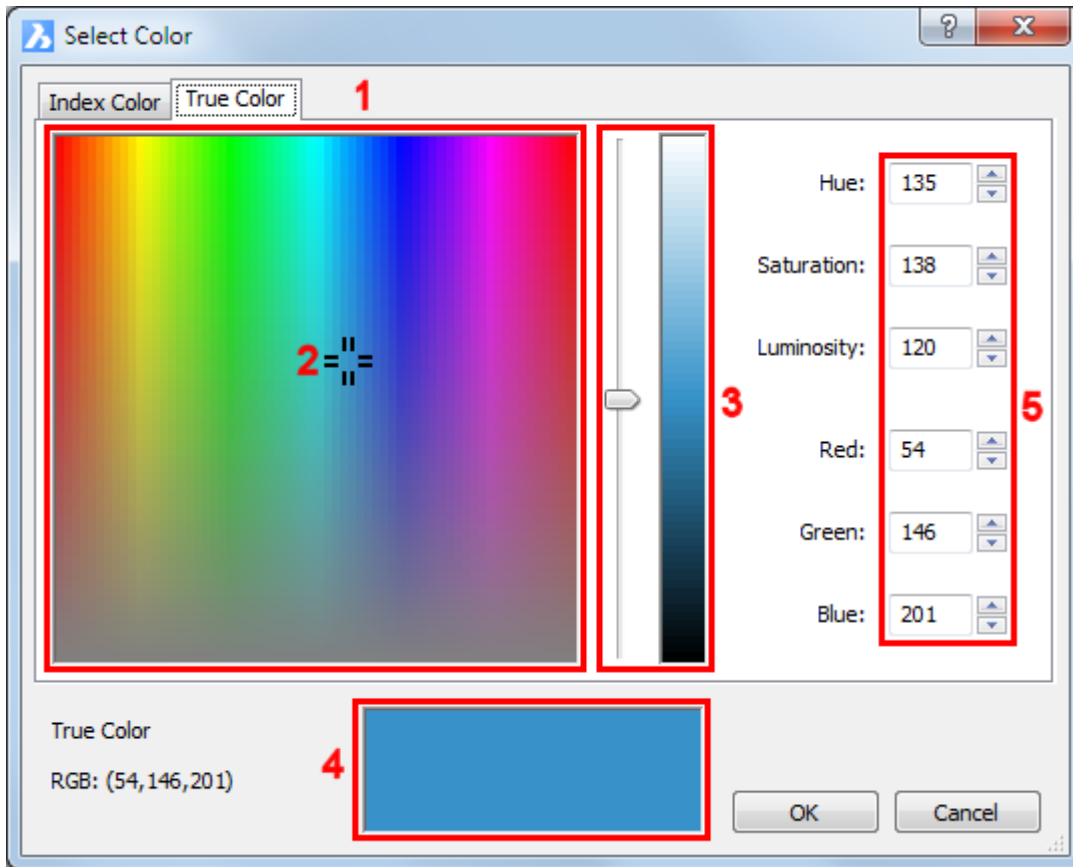 Select Color
Index Color True Color 1
2
3
Hue: 135
Saturation: 138
Luminosity: 120
5
Red: 54
Green: 146
Blue: 201
True Color
RGB: (54,146,201)
4
OK Cancel